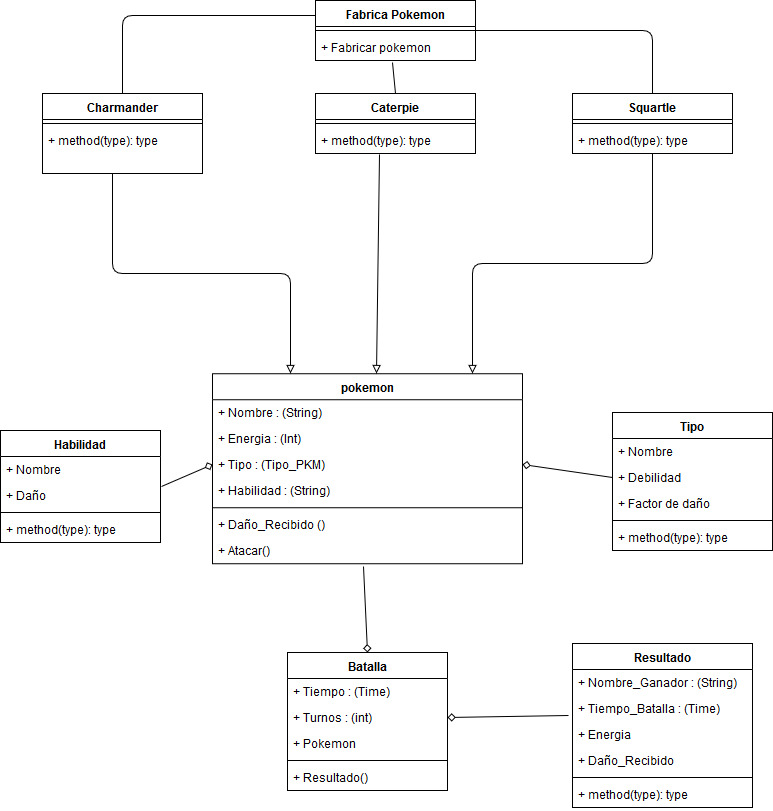 Fabrica Pokemon
+ Fabricar pokemon
Charmander
+ method(type): type
Caterpie
+ method(type): type
Squartle
+ method(type): type
pokemon
+ Nombre : (String)
+ Energia : (Int)
+ Tipo : (Tipo_PKM)
+ Habilidad : (String)
+ Daño_Recibido ()
+ Atacar()
Habilidad
+ Nombre
+ Daño
+ method(type): type
Tipo
+ Nombre
+ Debilidad
+ Factor de daño
+ method(type): type
Batalla
+ Tiempo : (Time)
+ Turnos : (int)
+ Pokemon
+ Resultado()
Resultado
+ Nombre_Ganador : (String)
+ Tiempo_Batalla : (Time)
+ Energia
+ Daño_Recibido
+ method(type): type